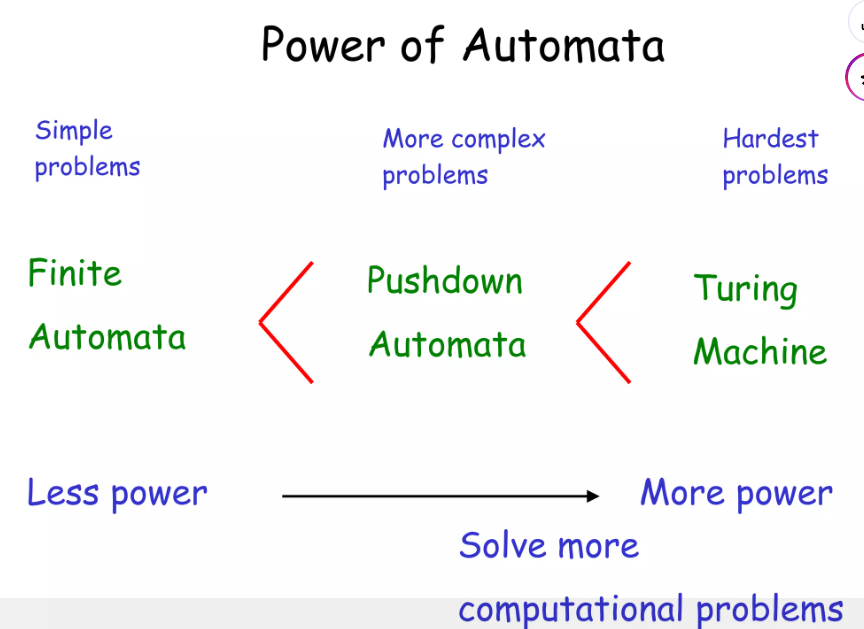 Power of Automata
Simple
problems
More complex
problems
Hardest
problems
Finite
Automata
Pushdown
Automata
Turing
Machine
Less power
More power
Solve more
computational problems